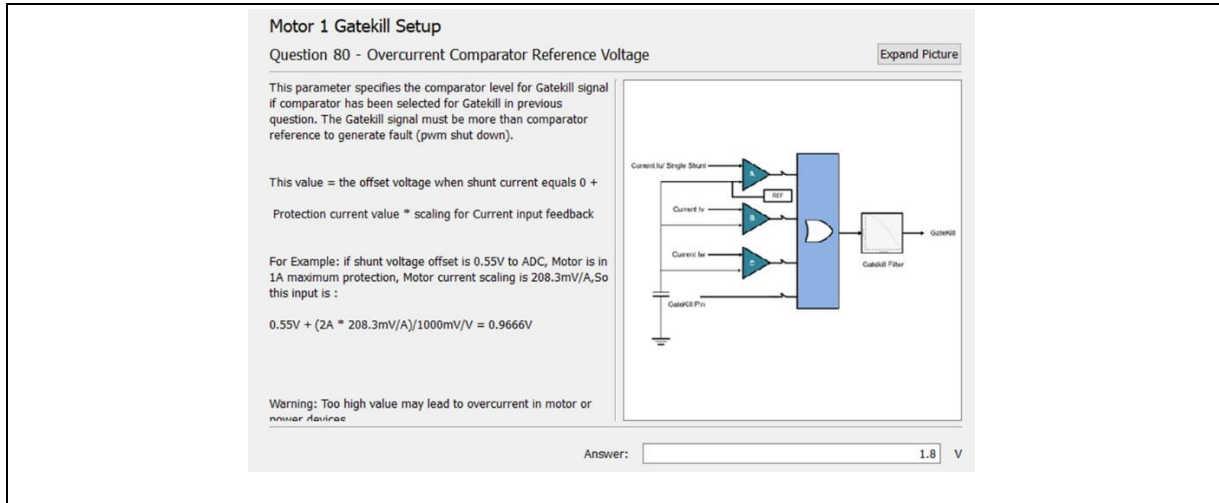 Motor 1 Gatekill Setup
Question 80 - Overcurrent Comparator Reference Voltage
Expand Picture
This parameter specifies the comparator level for Gatekill signal
if comparator has been selected for Gatekill in previous
question. The Gatekill signal must be more than comparator
reference to generate fault (pwm shut down).
This value = the offset voltage when shunt current equals 0 +
Protection current value * scaling for Current input feedback
For Example: if shunt voltage offset is 0.55V to ADC, Motor is in
1A maximum protection, Motor current scaling is 208.3mV/A,So
this input is :
0.55V + (2A * 208.3mV/A)/1000mV/V = 0.9666V
Warning: Too high value may lead to overcurrent in motor or
power devices
Current Iu/ Single Shunt
A
REF
Current Iv
B
GateKill
Current Iw
C
Gatekill Filter
GateKill Pin
Answer:
1.8 V